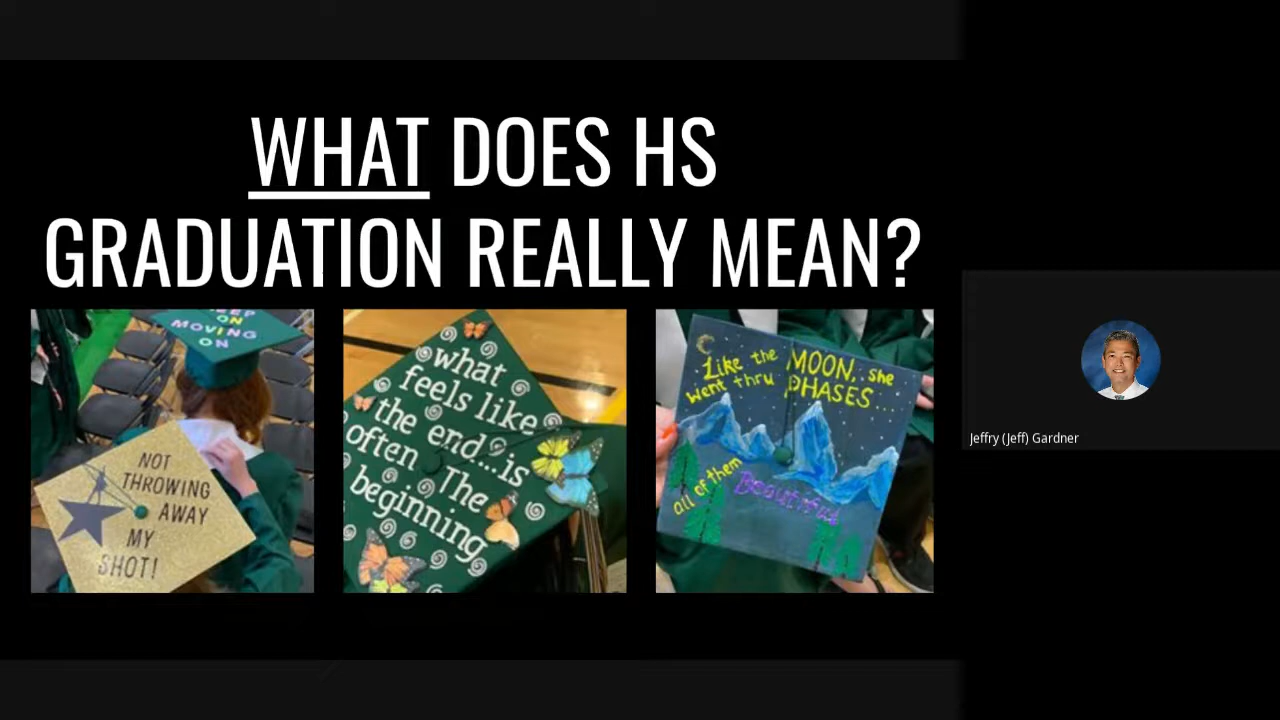 WHAT DOES HS
GRADUATION REALLY MEAN?
ON
MOVING
ON
NOT
THROWING
AWAY
MY
SHOT!
what
feels like
the end...is
often The
beginning
Like the MOON.. she
went thru PHASES...
all of them
Beautiful
Jeffry (Jeff) Gardner